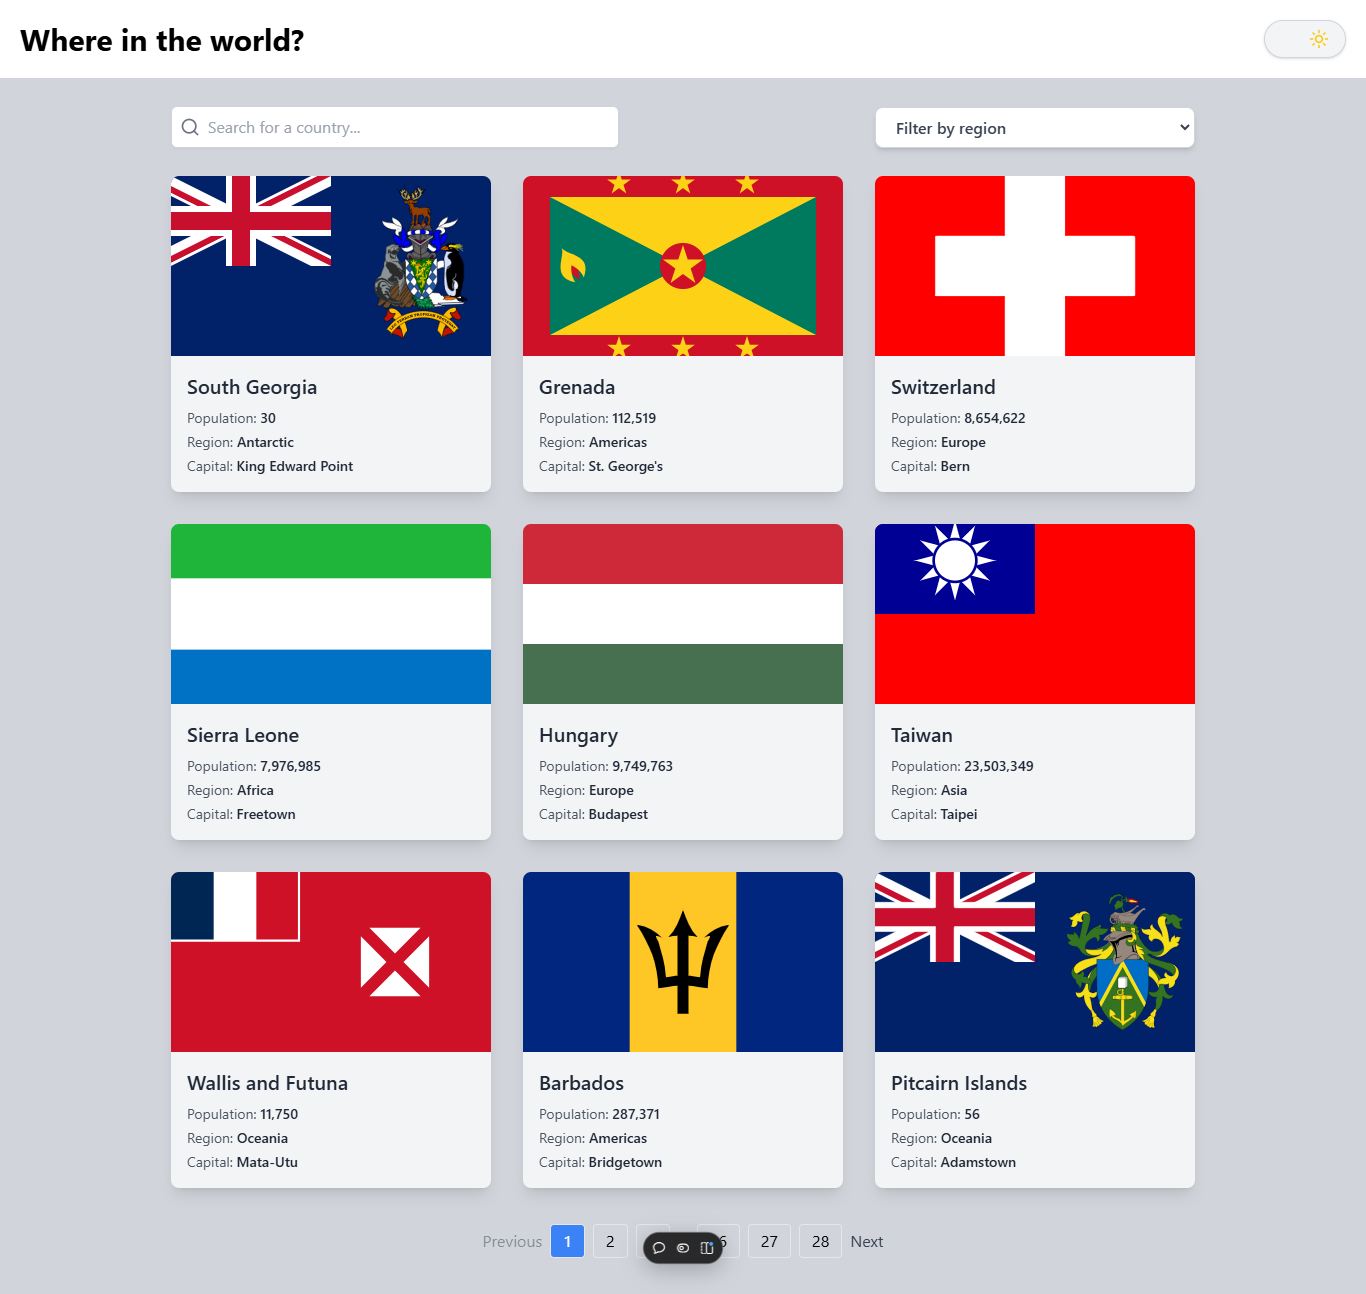 Where in the world?
Search for a country...
Filter by region
South Georgia
Population: 30
Region: Antarctic
Capital: King Edward Point
Grenada
Population: 112,519
Region: Americas
Capital: St. George's
Switzerland
Population: 8,654,622
Region: Europe
Capital: Bern
Sierra Leone
Population: 7,976,985
Region: Africa
Capital: Freetown
Hungary
Population: 9,749,763
Region: Europe
Capital: Budapest
Taiwan
Population: 23,503,349
Region: Asia
Capital: Taipei
Wallis and Futuna
Population: 11,750
Region: Oceania
Capital: Mata-Utu
Barbados
Population: 287,371
Region: Americas
Capital: Bridgetown
Pitcairn Islands
Population: 56
Region: Oceania
Capital: Adamstown
Previous 1 2 27 28 Next